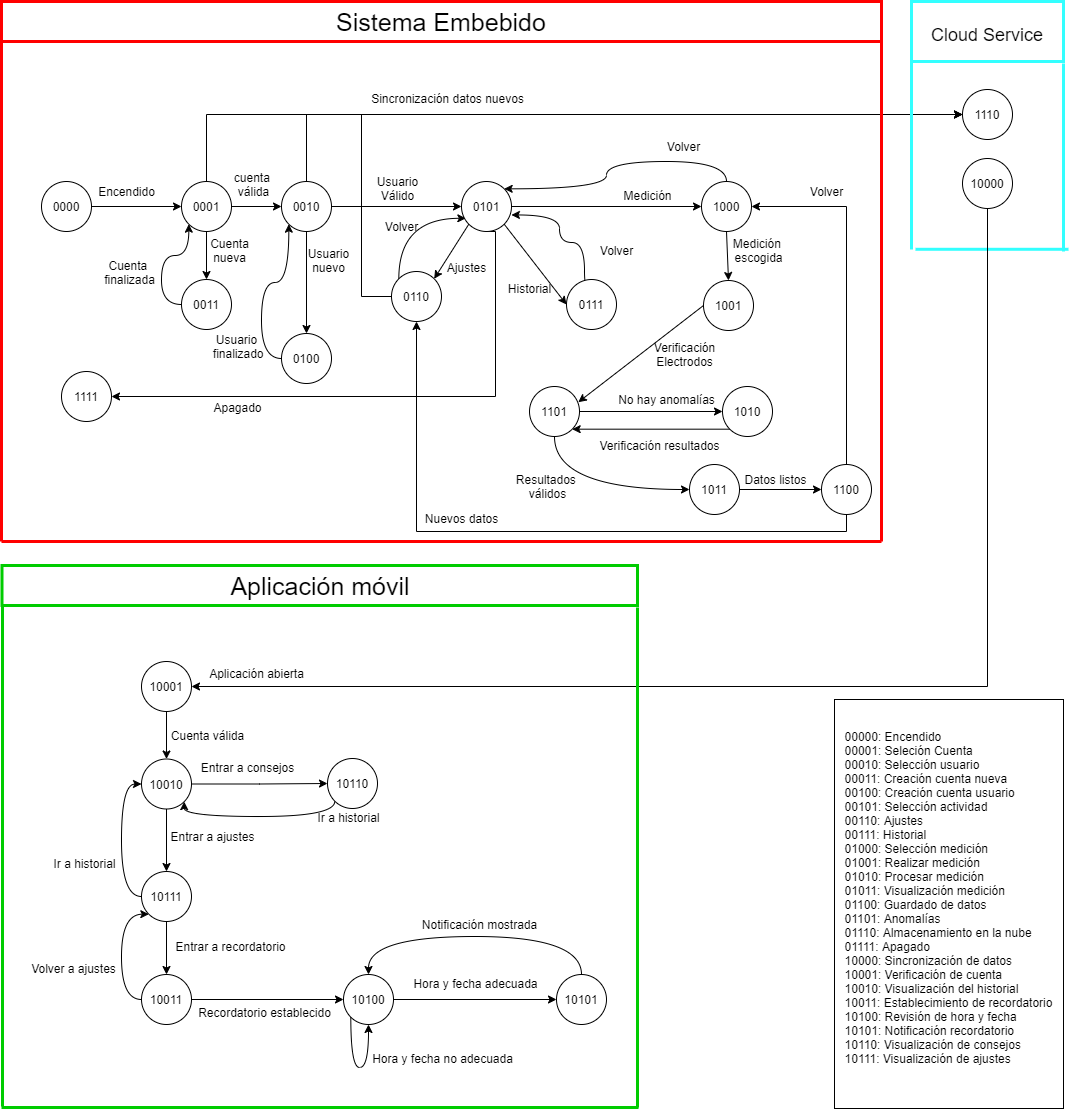 Sistema Embebido
Cloud Service
Sincronización datos nuevos
1110
10000
Volver
0000
Encendido
0001
cuenta
válida
0010
Usuario
Válido
0101
Medición
1000
Volver
Volver
Cuenta
nueva
Usuario
nuevo
Ajustes
Volver
Medición
escogida
Cuenta
finalizada
0011
0110
Historial
0111
1001
Usuario
finalizado
0100
Verificación
Electrodos
1111
Apagado
1101
No hay anomalías
1010
Verificación resultados
Resultados
válidos
1011
Datos listos
1100
Nuevos datos
Aplicación móvil
10001
Aplicación abierta
Cuenta válida
10010
Entrar a consejos
10110
Ir a historial
Entrar a ajustes
Ir a historial
10111
Entrar a recordatorio
Volver a ajustes
Notificación mostrada
10011
Recordatorio establecido
10100
Hora y fecha adecuada
10101
Hora y fecha no adecuada
00000: Encendido
00001: Seleción Cuenta
00010: Selección usuario
00011: Creación cuenta nueva
00100: Creación cuenta usuario
00101: Selección actividad
00110: Ajustes
00111: Historial
01000: Selección medición
01001: Realizar medición
01010: Procesar medición
01011: Visualización medición
01100: Guardado de datos
01101: Anomalías
01110: Almacenamiento en la nube
01111: Apagado
10000: Sincronización de datos
10001: Verificación de cuenta
10010: Visualización del historial
10011: Establecimiento de recordatorio
10100: Revisión de hora y fecha
10101: Notificación recordatorio
10110: Visualización de consejos
10111: Visualización de ajustes